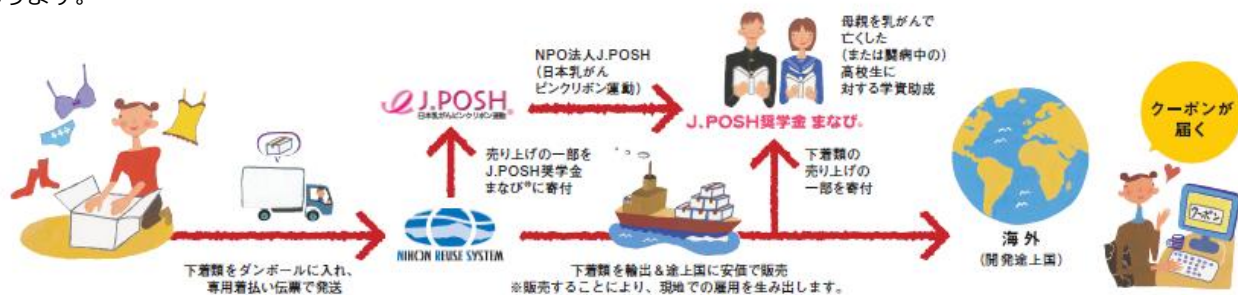 ります。
NPO法人J.POSH
(日本乳がん
ピンクリボン運動)
母親を乳がんで
亡くした
(または闘病中の)
高校生に
対する学資助成
J.POSH®
日本乳がんピンクリボン運動®
J.POSH奨学金 まなび®
クーポンが
届く
売り上げの一部を
J.POSH奨学金
まなび®に寄付
下着類の
売り上げの
一部を寄付
クーポン
NIHON REUSE SYSTEM
海外
(開発途上国)
下着類をダンボールに入れ、
専用着払い伝票で発送
下着類を輸出&途上国に安価で販売
※販売することにより、現地での雇用を生み出します。